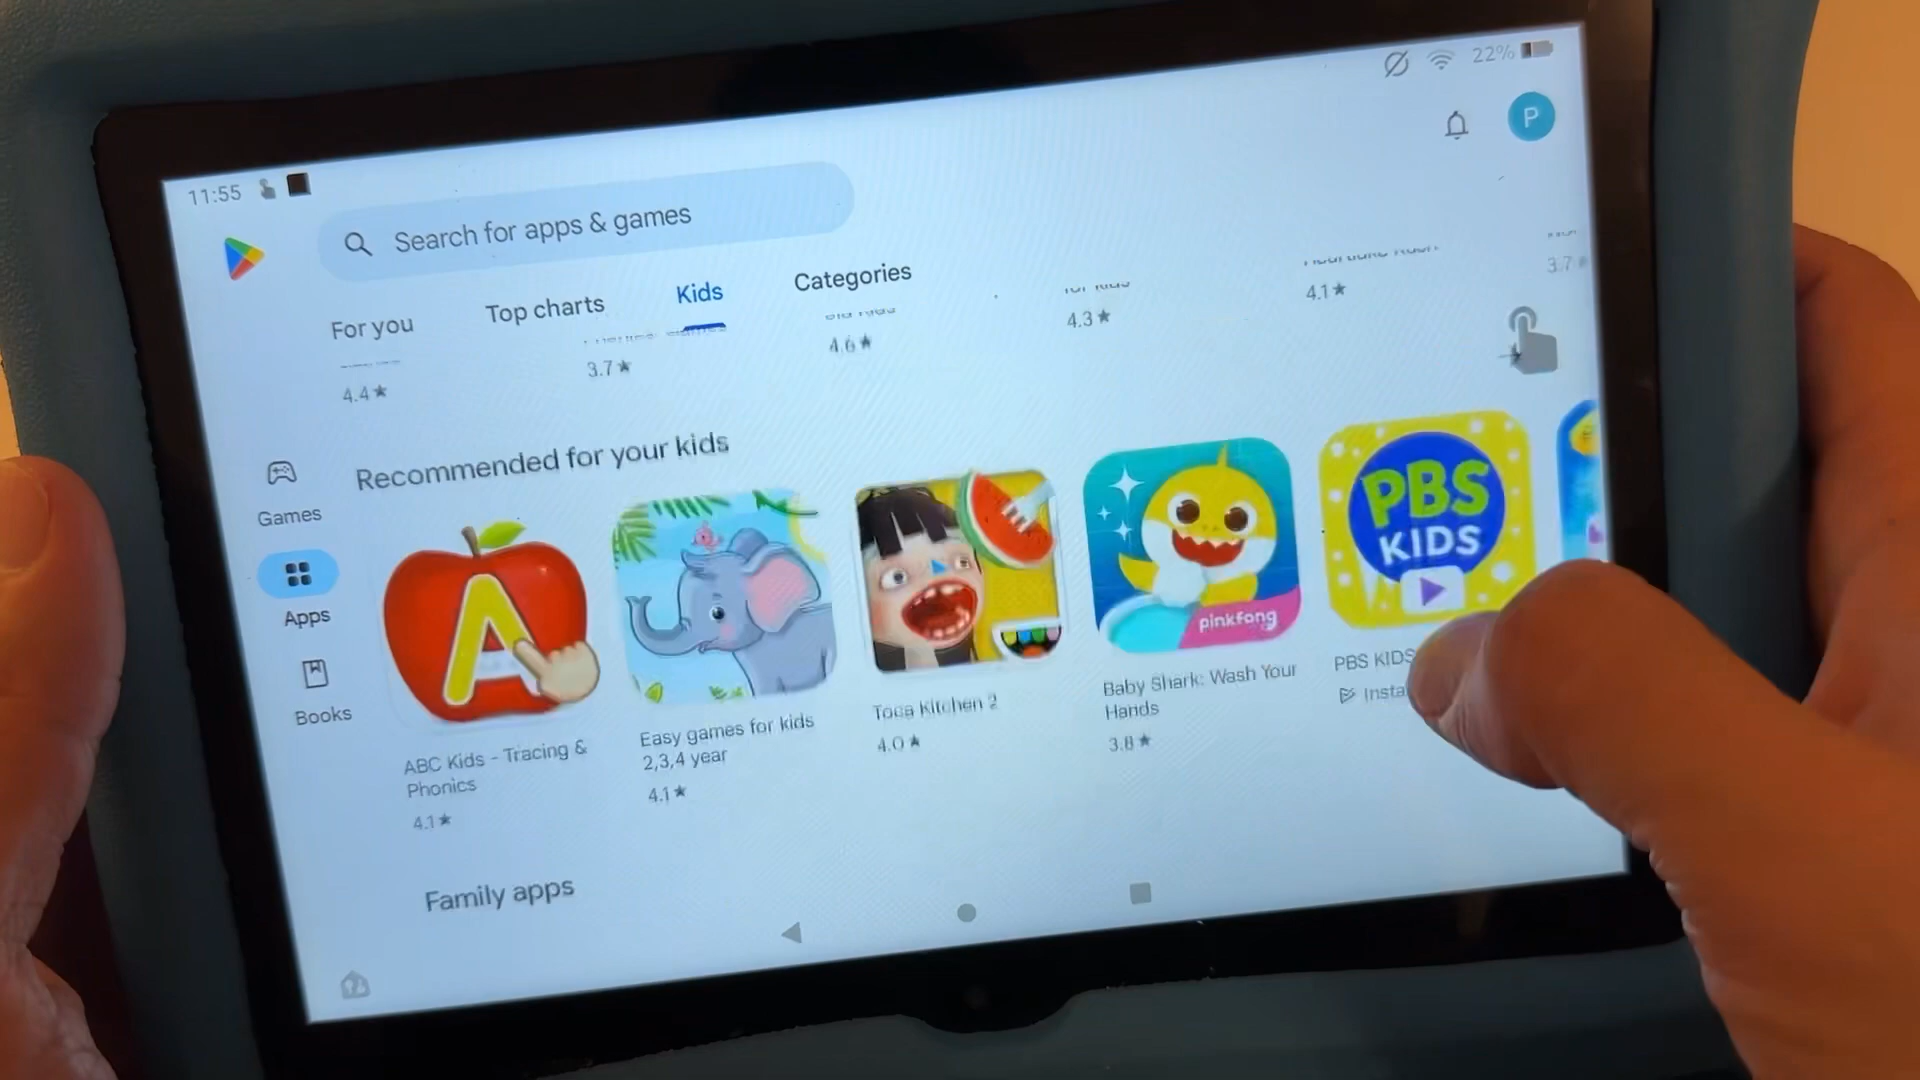 11:55
22%
P
Search for apps & games
For you
Top charts
Kids
Categories
4.4★
3.7★
4.6★
4.3★
4.1★
3.7
Recommended for your kids
Games
Apps
Books
A
pinkfong
PBS
KIDS
ABC Kids - Tracing &
Phonics
4.1★
Easy games for kids
2,3,4 year
4.1★
Toca Kitchen 2
4.0★
Baby Shark: Wash Your
Hands
3.8★
PBS KIDS
Family apps